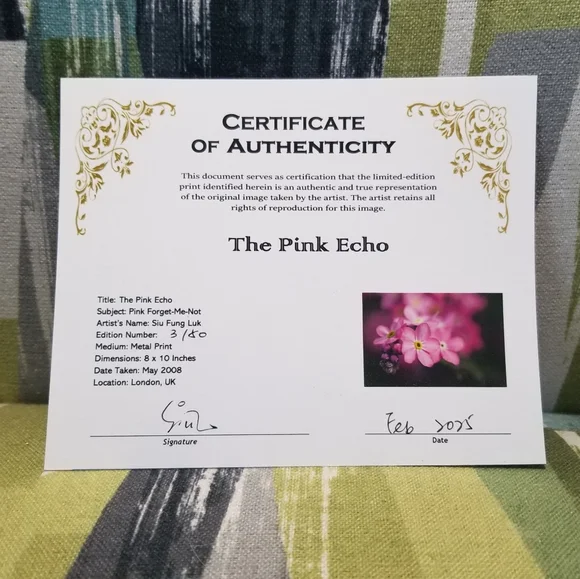 CERTIFICATE
OF AUTHENTICITY
This document serves as certification that the limited-edition
print identified herein is an authentic and true representation
of the original image taken by the artist. The artist retains all
rights of reproduction for this image.
The Pink Echo
Title: The Pink Echo
Subject: Pink Forget-Me-Not
Artist's Name: Siu Fung Luk
Edition Number: 3/50
Medium: Metal Print
Dimensions: 8 x 10 Inches
Date Taken: May 2008
Location: London, UK
Feb 2025
Signature
Date